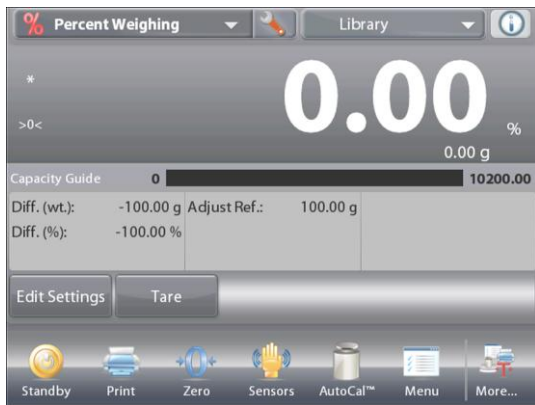 % Percent Weighing Library i
*
0.00 %
>0<
0.00 g
Capacity Guide 0 10200.00
Diff. (wt.): -100.00 g Adjust Ref.: 100.00 g
Diff. (%): -100.00 %
Edit Settings Tare
Standby Print Zero Sensors AutoCal™ Menu More...